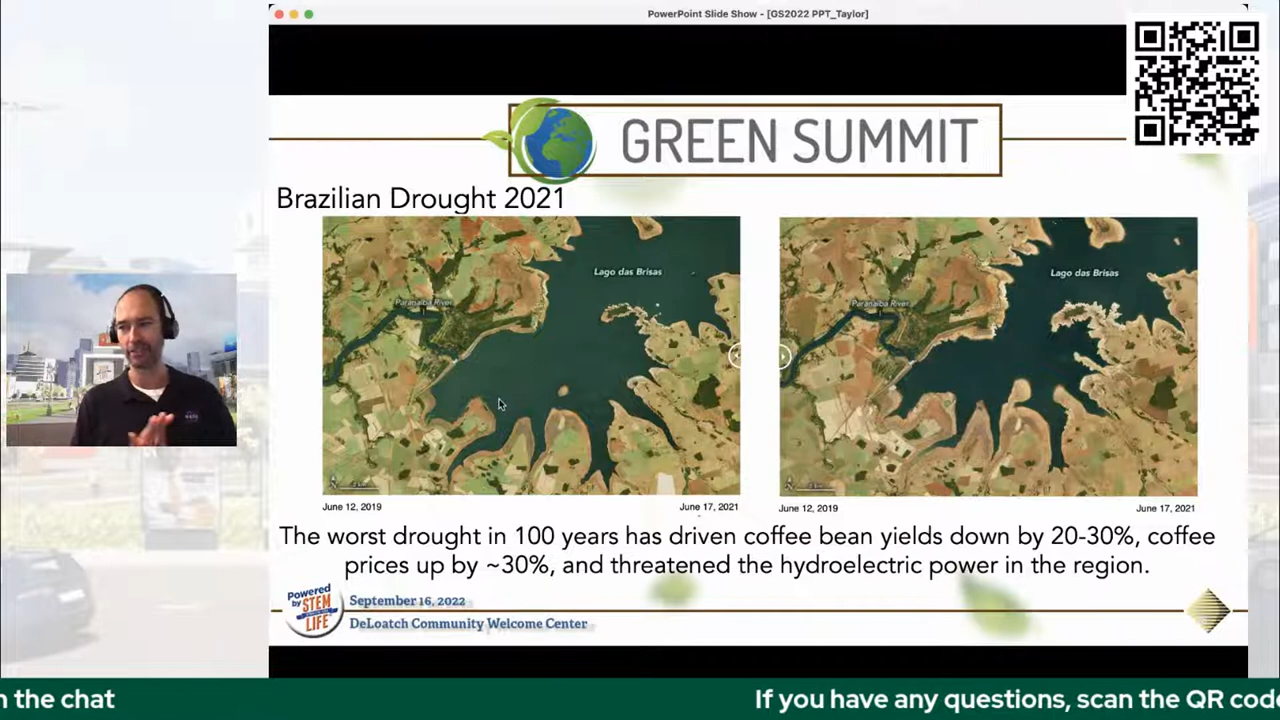 PowerPoint Slide Show - [GS2022 PPT_Taylor]
GREEN SUMMIT
Brazilian Drought 2021
Lago das Brisas
Paranaiba River
June 12, 2019
June 17, 2021
Lago das Brisas
Paranaiba River
June 12, 2019
June 17, 2021
The worst drought in 100 years has driven coffee bean yields down by 20-30%, coffee
prices up by ~30%, and threatened the hydroelectric power in the region.
Powered
by STEM
LIFE
September 16, 2022
DeLoatch Community Welcome Center
n the chat
If you have any questions, scan the QR code